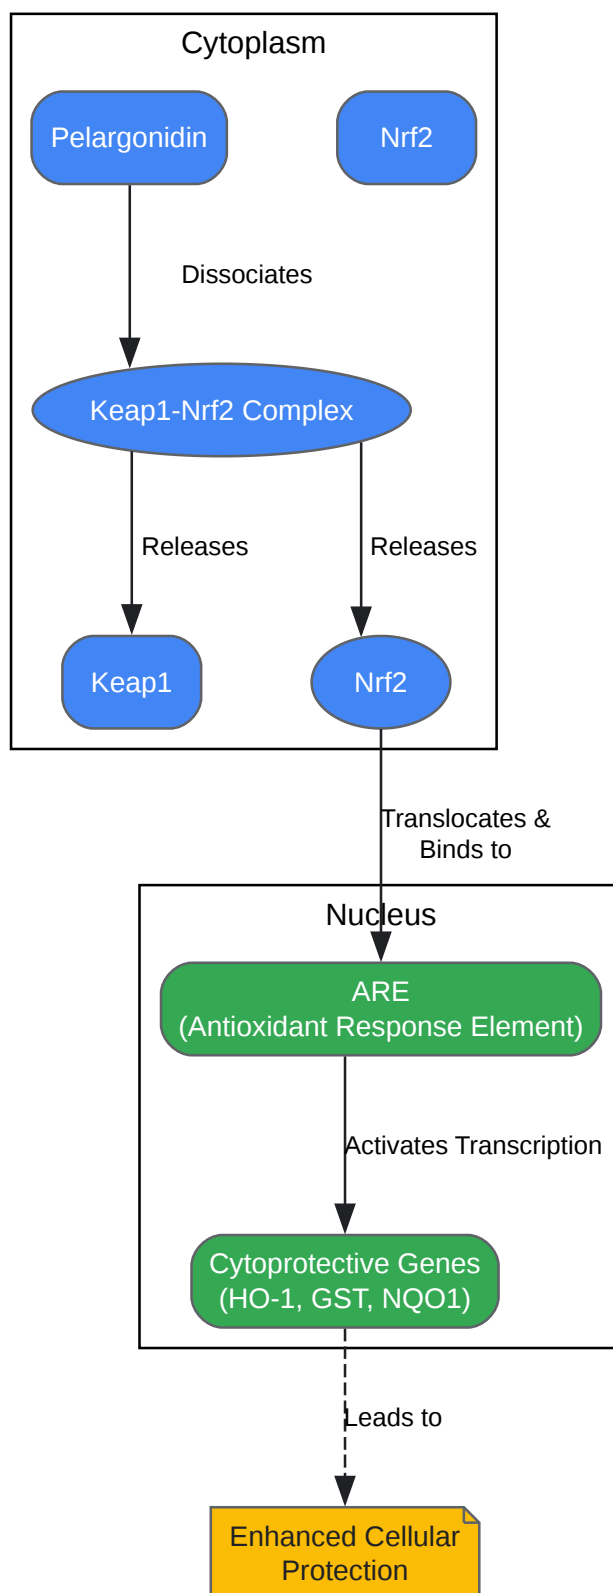 Cytoplasm
Pelargonidin
Nrf2
Dissociates
Keap1-Nrf2 Complex
Releases
Releases
Keap1
Nrf2
Translocates &
Binds to
Nucleus
ARE
(Antioxidant Response Element)
Activates Transcription
Cytoprotective Genes
(HO-1, GST, NQO1)
Leads to
Enhanced Cellular
Protection